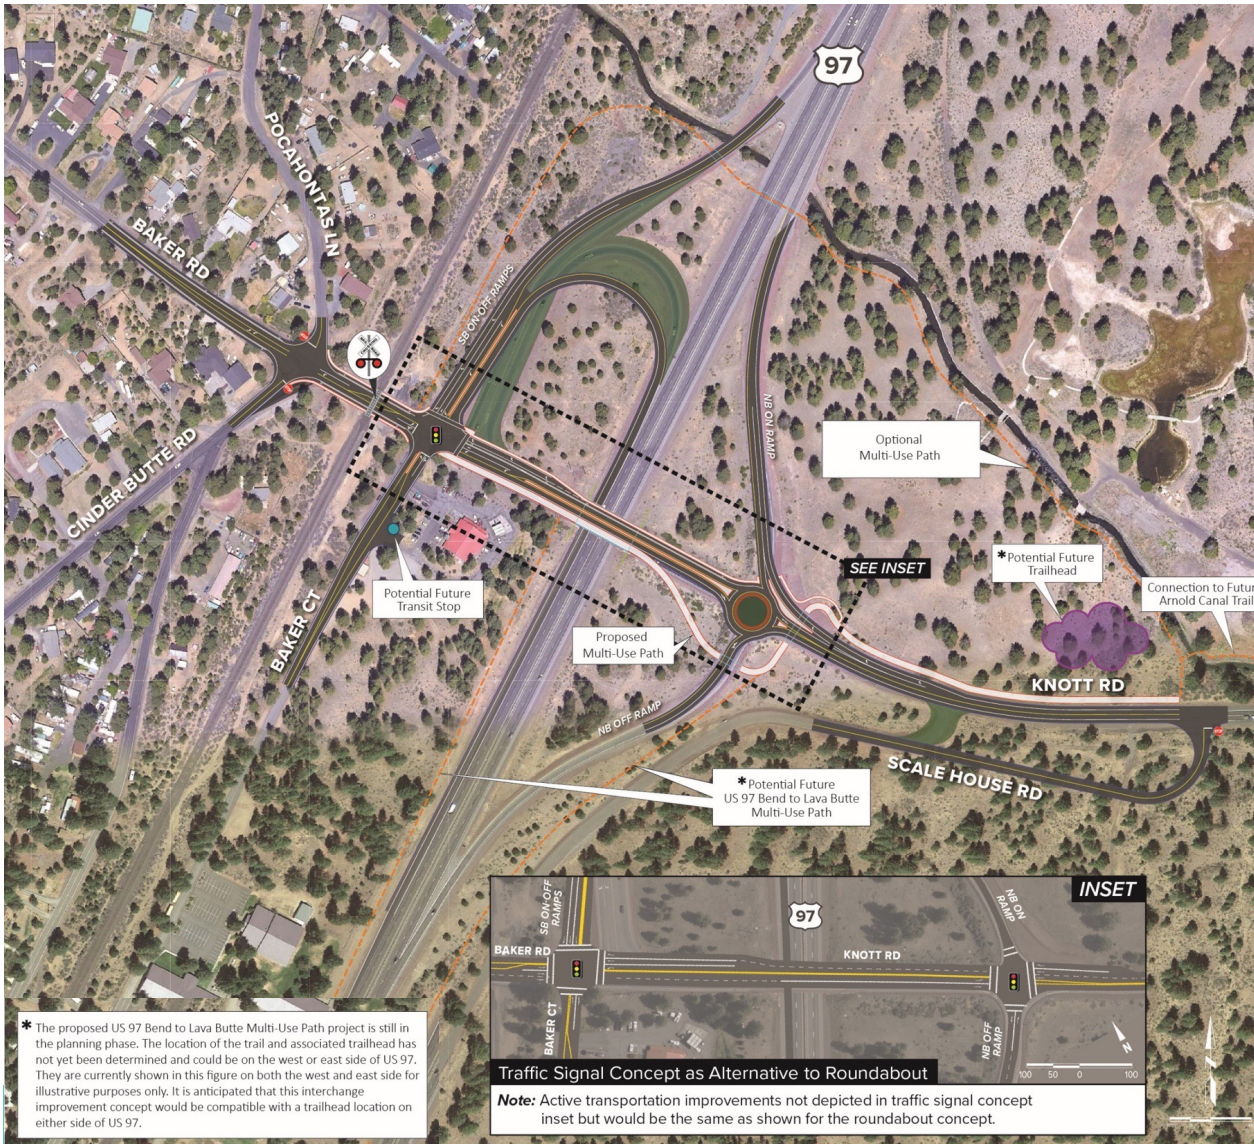 97
POCAHONTAS LN
BAKER RD
SB ON-OFF RAMPS
NB ON RAMP
Optional
Multi-Use Path
CINDER BUTTE RD
SEE INSET
*Potential Future
Trailhead
Connection to Futur
Arnold Canal Trail
Potential Future
Transit Stop
BAKER CT
Proposed
Multi-Use Path
KNOTT RD
NB OFF RAMP
SCALE HOUSE RD
*Potential Future
US 97 Bend to Lava Butte
Multi-Use Path
INSET
SB ON-OFF
RAMPS
97
NB ON
RAMP
BAKER RD
KNOTT RD
BAKER CT
NB OFF
RAMP
N
100 50 0 100
Traffic Signal Concept as Alternative to Roundabout
Note: Active transportation improvements not depicted in traffic signal concept
inset but would be the same as shown for the roundabout concept.
* The proposed US 97 Bend to Lava Butte Multi-Use Path project is still in
the planning phase. The location of the trail and associated trailhead has
not yet been determined and could be on the west or east side of US 97.
They are currently shown in this figure on both the west and east side for
illustrative purposes only. It is anticipated that this interchange
improvement concept would be compatible with a trailhead location on
either side of US 97.